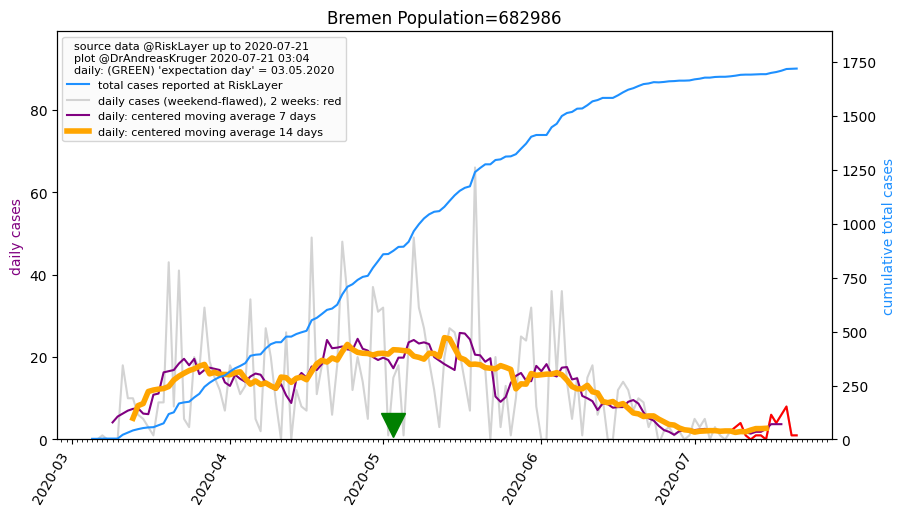 Bremen Population=682986
source data @RiskLayer up to 2020-07-21
plot @DrAndreasKruger 2020-07-21 03:04
daily: (GREEN) 'expectation day' = 03.05.2020
total cases reported at RiskLayer
daily cases (weekend-flawed), 2 weeks: red
daily: centered moving average 7 days
daily: centered moving average 14 days
daily cases
80
60
40
20
0
cumulative total cases
1750
1500
1250
1000
750
500
250
0
2020-03
2020-04
2020-05
2020-06
2020-07